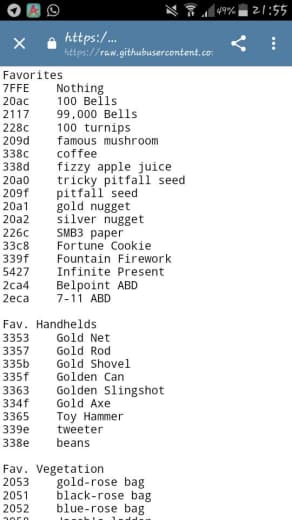 49% 21:55
https:/...
https://raw.githubusercontent.co:
Favorites
7FFE Nothing
20ac 100 Bells
2117 99,000 Bells
228c 100 turnips
209d famous mushroom
338c coffee
338d fizzy apple juice
20a0 tricky pitfall seed
209f pitfall seed
20a1 gold nugget
20a2 silver nugget
226c SMB3 paper
33c8 Fortune Cookie
339f Fountain Firework
5427 Infinite Present
2ca4 Belpoint ABD
2eca 7-11 ABD
Fav. Handhelds
3353 Gold Net
3357 Gold Rod
335b Gold Shovel
335f Golden Can
3363 Golden Slingshot
334f Gold Axe
3365 Toy Hammer
339e tweeter
338e beans
Fav. Vegetation
2053 gold-rose bag
2051 black-rose bag
2052 blue-rose bag